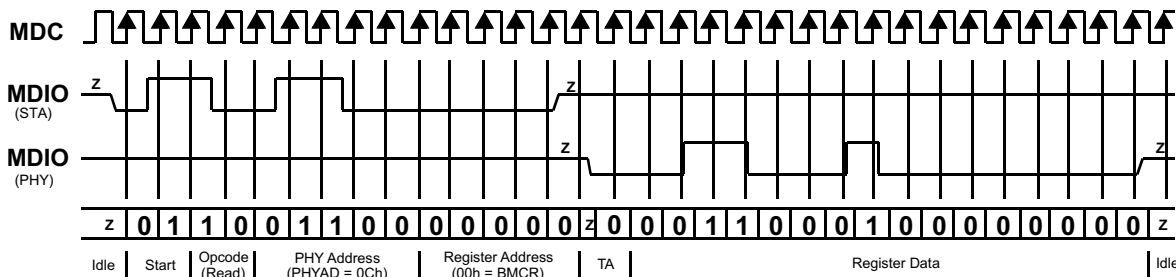 MDC
z
z
MDIO
(STA)
MDIO
(PHY)
z
z
z 0 1 1 0 0 1 1 0 0 0 0 0 0 0 z 0 0 0 1 1 0 0 0 1 0 0 0 0 0 0 0 0 z
Idle
Start
Opcode
(Read)
PHY Address
(PHYAD = 0Ch)
Register Address
(00h = BMCR)
TA
Register Data
Idle